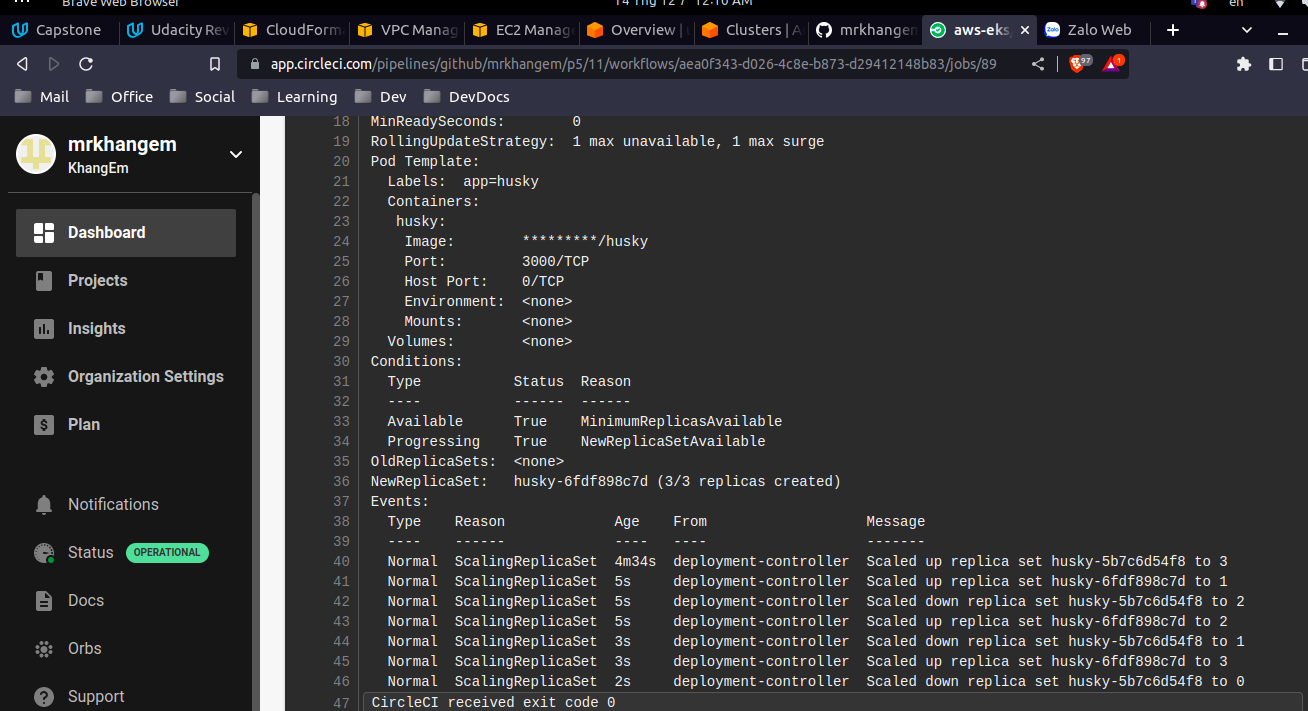 Brave Web Browser
14 Thg 12 7 12:10 AM
en
Capstone
Udacity Rev
CloudForm
VPC Manag
EC2 Manag
Overview |
Clusters | A
mrkhangem
aws-eks
Zalo Web
app.circleci.com/pipelines/github/mrkhangem/p5/11/workflows/aea0f343-d026-4c8e-b873-d29412148b83/jobs/89
97
1
Mail
Office
Social
Learning
Dev
DevDocs
mrkhangem
KhangEm
Dashboard
Projects
Insights
Organization Settings
Plan
Notifications
Status OPERATIONAL
Docs
Orbs
Support
18 MinReadySeconds: 0
19 RollingUpdateStrategy: 1 max unavailable, 1 max surge
20 Pod Template:
21 Labels: app=husky
22 Containers:
23 husky:
24 Image: *********/husky
25 Port: 3000/TCP
26 Host Port: 0/TCP
27 Environment: <none>
28 Mounts: <none>
29 Volumes: <none>
30 Conditions:
31 Type Status Reason
32 ---- ------ ------
33 Available True MinimumReplicasAvailable
34 Progressing True NewReplicaSetAvailable
35 OldReplicaSets: <none>
36 NewReplicaSet: husky-6fdf898c7d (3/3 replicas created)
37 Events:
38 Type Reason Age From Message
39 ---- ------ ---- ---- -------
40 Normal ScalingReplicaSet 4m34s deployment-controller Scaled up replica set husky-5b7c6d54f8 to 3
41 Normal ScalingReplicaSet 5s deployment-controller Scaled up replica set husky-6fdf898c7d to 1
42 Normal ScalingReplicaSet 5s deployment-controller Scaled down replica set husky-5b7c6d54f8 to 2
43 Normal ScalingReplicaSet 5s deployment-controller Scaled up replica set husky-6fdf898c7d to 2
44 Normal ScalingReplicaSet 3s deployment-controller Scaled down replica set husky-5b7c6d54f8 to 1
45 Normal ScalingReplicaSet 3s deployment-controller Scaled up replica set husky-6fdf898c7d to 3
46 Normal ScalingReplicaSet 2s deployment-controller Scaled down replica set husky-5b7c6d54f8 to 0
47 CircleCI received exit code 0